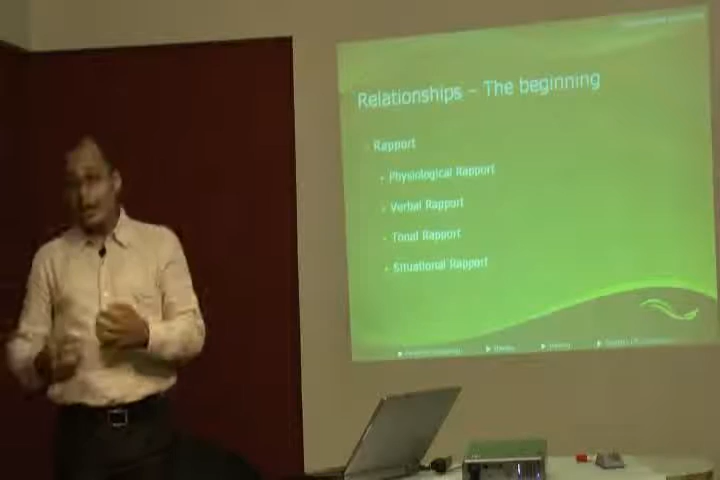 Relationships – The beginning
Rapport
Physiological Rapport
Verbal Rapport
Tonal Rapport
Situational Rapport